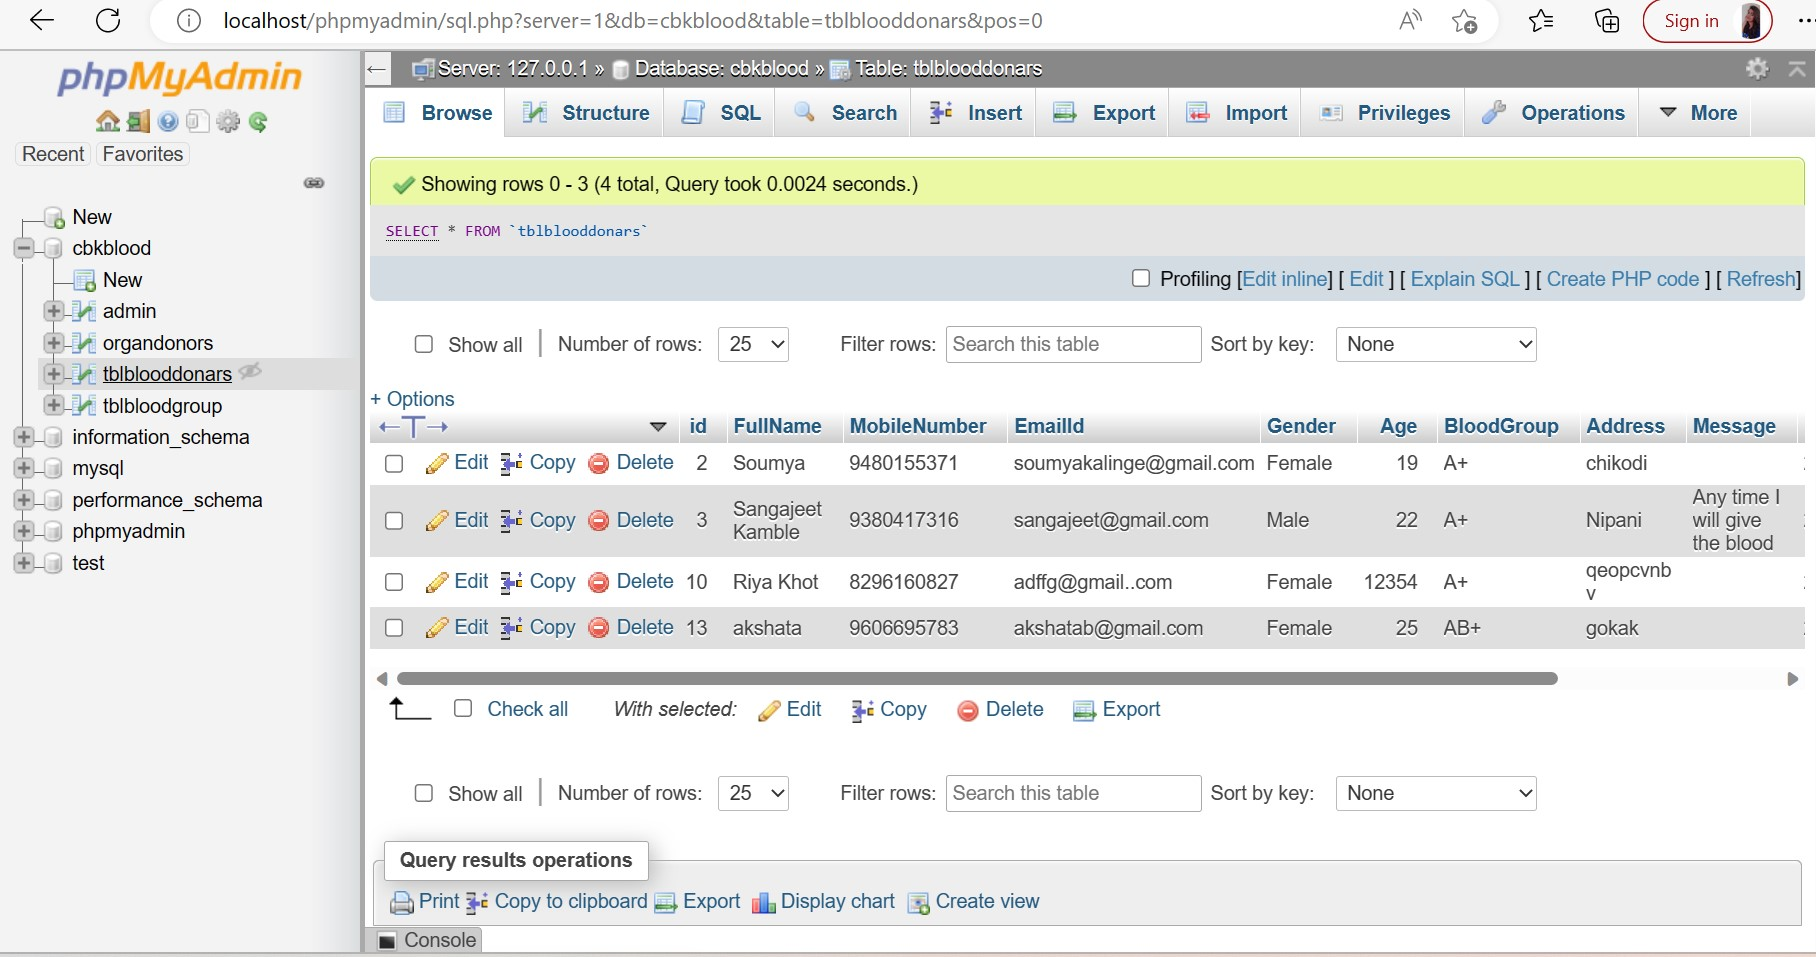 localhost/phpmyadmin/sql.php?server=1&db=cbkblood&table=tblblooddonars&pos=0
Sign in
phpMyAdmin
Recent Favorites
New
cbkblood
New
admin
organdonors
tblblooddonars
tblbloodgroup
information_schema
mysql
performance_schema
phpmyadmin
test
Server: 127.0.0.1 » Database: cbkblood » Table: tblblooddonars
Browse Structure SQL Search Insert Export Import Privileges Operations More
Showing rows 0 - 3 (4 total, Query took 0.0024 seconds.)
SELECT * FROM `tblblooddonars`
Profiling [Edit inline] [ Edit ] [ Explain SQL ] [ Create PHP code ] [ Refresh]
Show all Number of rows: 25 Filter rows: Search this table Sort by key: None
+ Options
id FullName MobileNumber EmailId Gender Age BloodGroup Address Message
Edit Copy Delete 2 Soumya 9480155371 soumyakalinge@gmail.com Female 19 A+ chikodi
Edit Copy Delete 3 Sangajeet Kamble 9380417316 sangajeet@gmail.com Male 22 A+ Nipani Any time I will give the blood
Edit Copy Delete 10 Riya Khot 8296160827 adffg@gmail..com Female 12354 A+ qeopcvnb v
Edit Copy Delete 13 akshata 9606695783 akshatab@gmail.com Female 25 AB+ gokak
Check all With selected: Edit Copy Delete Export
Show all Number of rows: 25 Filter rows: Search this table Sort by key: None
Query results operations
Print Copy to clipboard Export Display chart Create view
Console